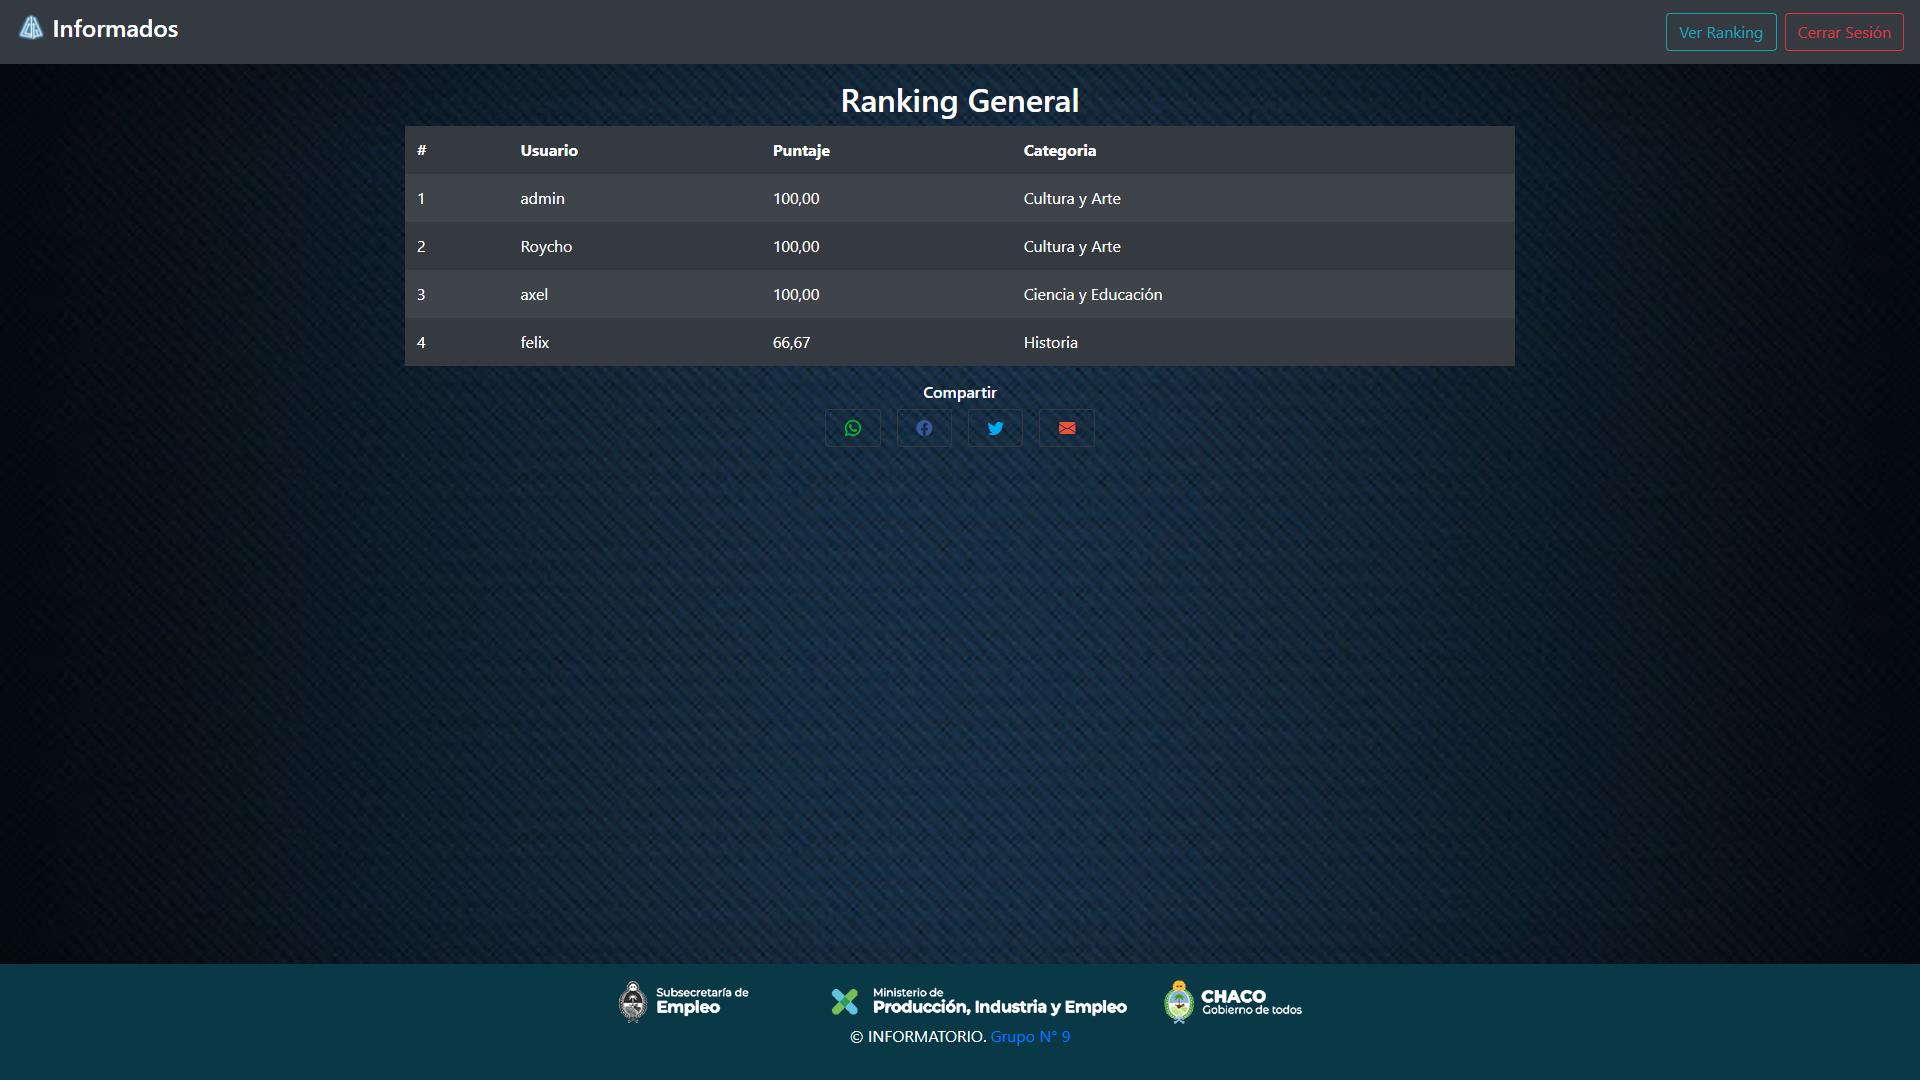 Informados
Ver Ranking
Cerrar Sesión
Ranking General
# Usuario Puntaje Categoria
1 admin 100,00 Cultura y Arte
2 Roycho 100,00 Cultura y Arte
3 axel 100,00 Ciencia y Educación
4 felix 66,67 Historia
Compartir
Subsecretaría de
Empleo
Ministerio de
Producción, Industria y Empleo
CHACO
Gobierno de todos
© INFORMATORIO. Grupo N° 9